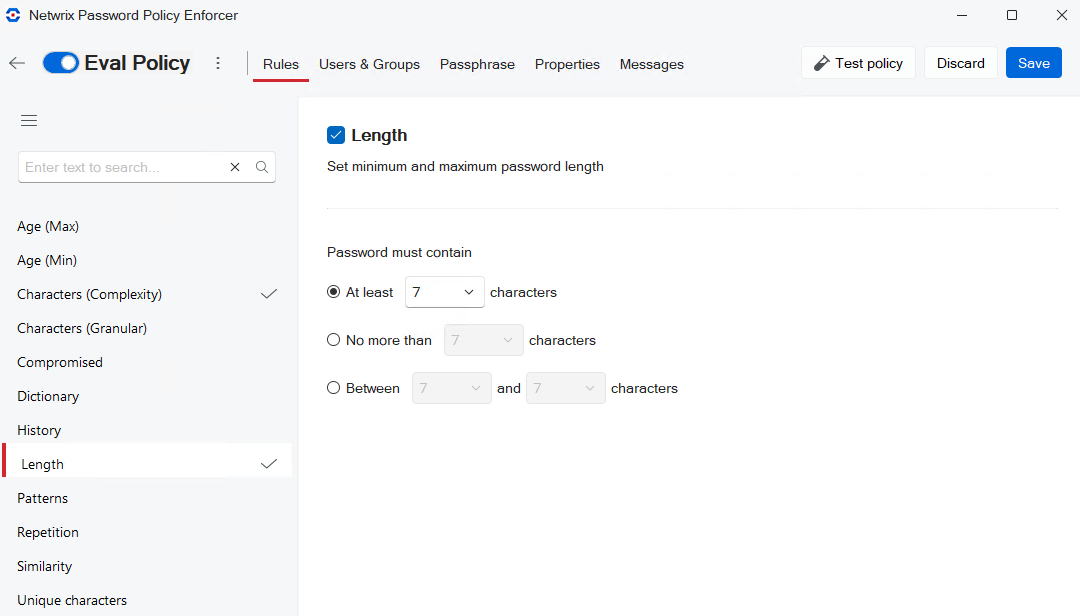 Netwrix Password Policy Enforcer
Eval Policy
Rules Users & Groups Passphrase Properties Messages
Test policy Discard Save
Enter text to search...
Age (Max)
Age (Min)
Characters (Complexity)
Characters (Granular)
Compromised
Dictionary
History
Length
Patterns
Repetition
Similarity
Unique characters
Length
Set minimum and maximum password length
Password must contain
At least 7 characters
No more than 7 characters
Between 7 and 7 characters